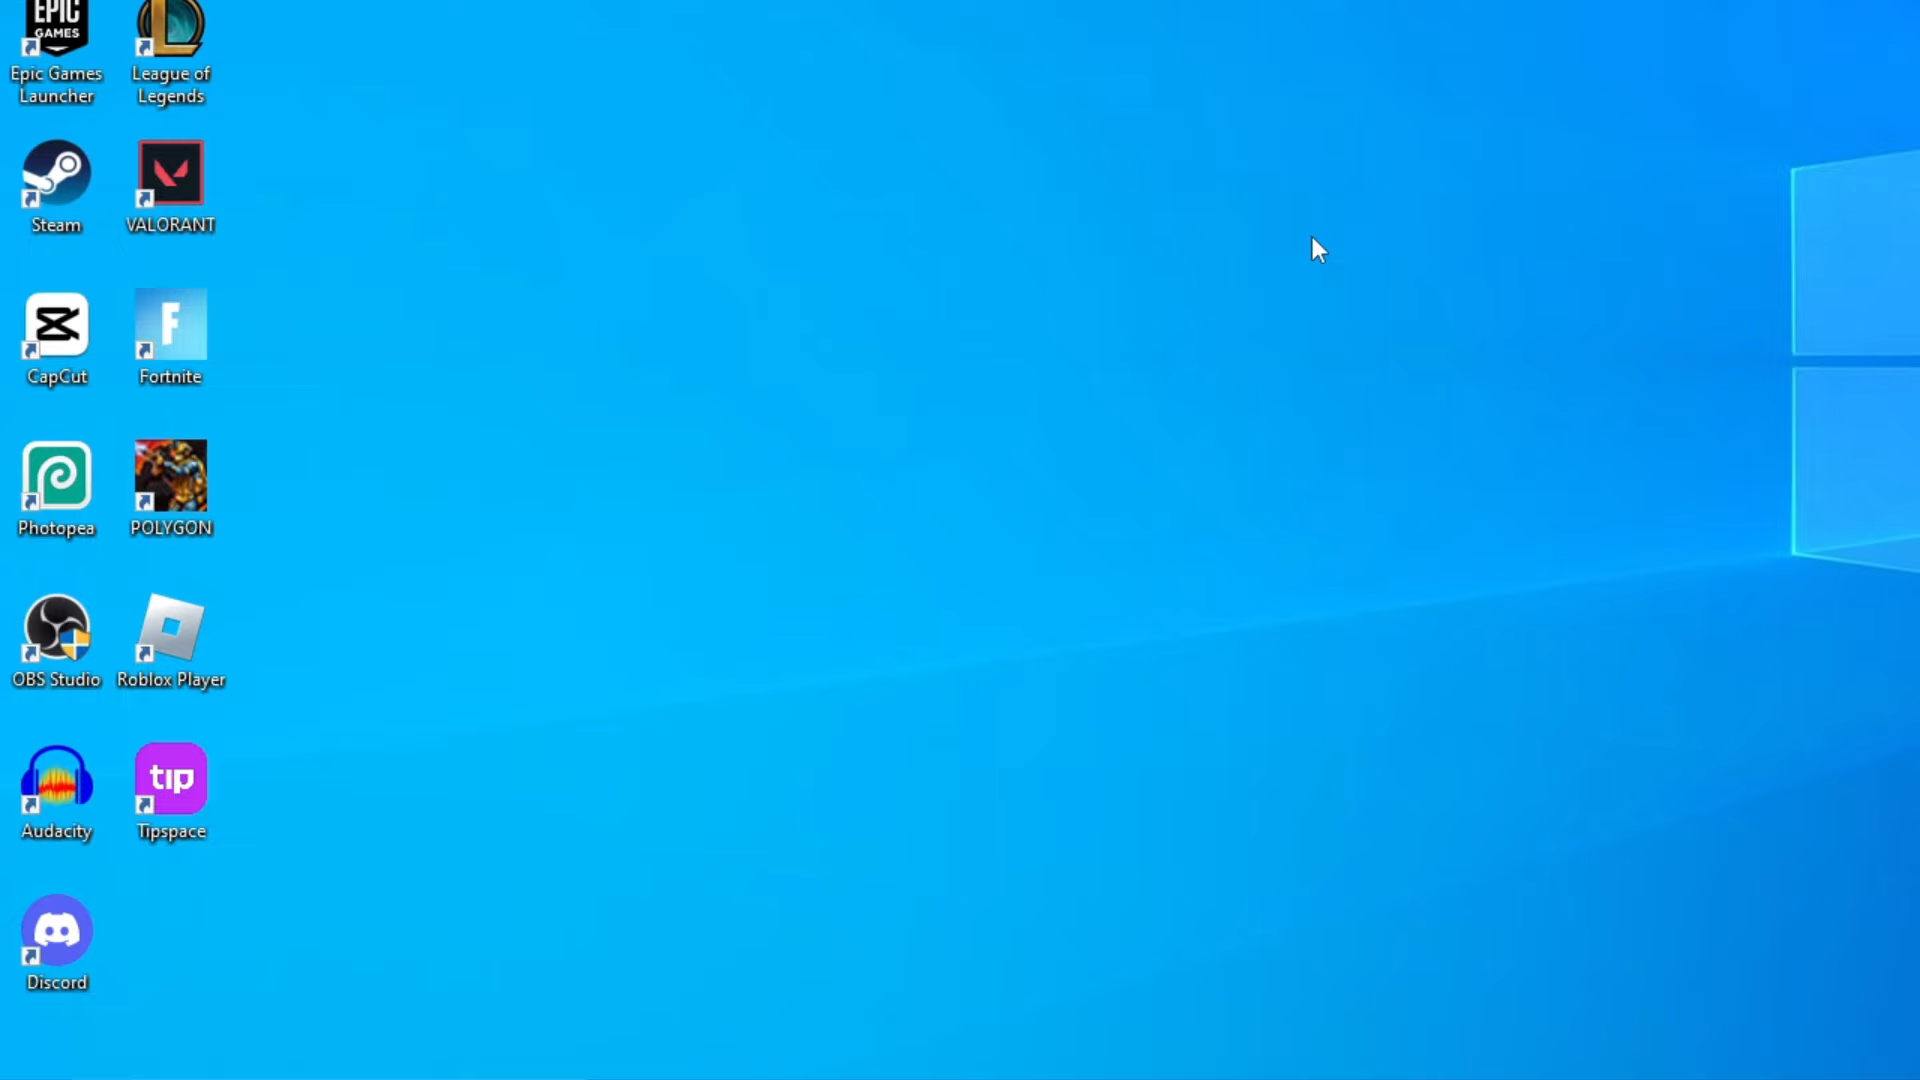 EPIC
GAMES
Epic Games
Launcher
League of
Legends
Steam
VALORANT
CapCut
F
Fortnite
Photopea
POLYGON
OBS Studio
Roblox Player
tip
Audacity
Tipspace
Discord